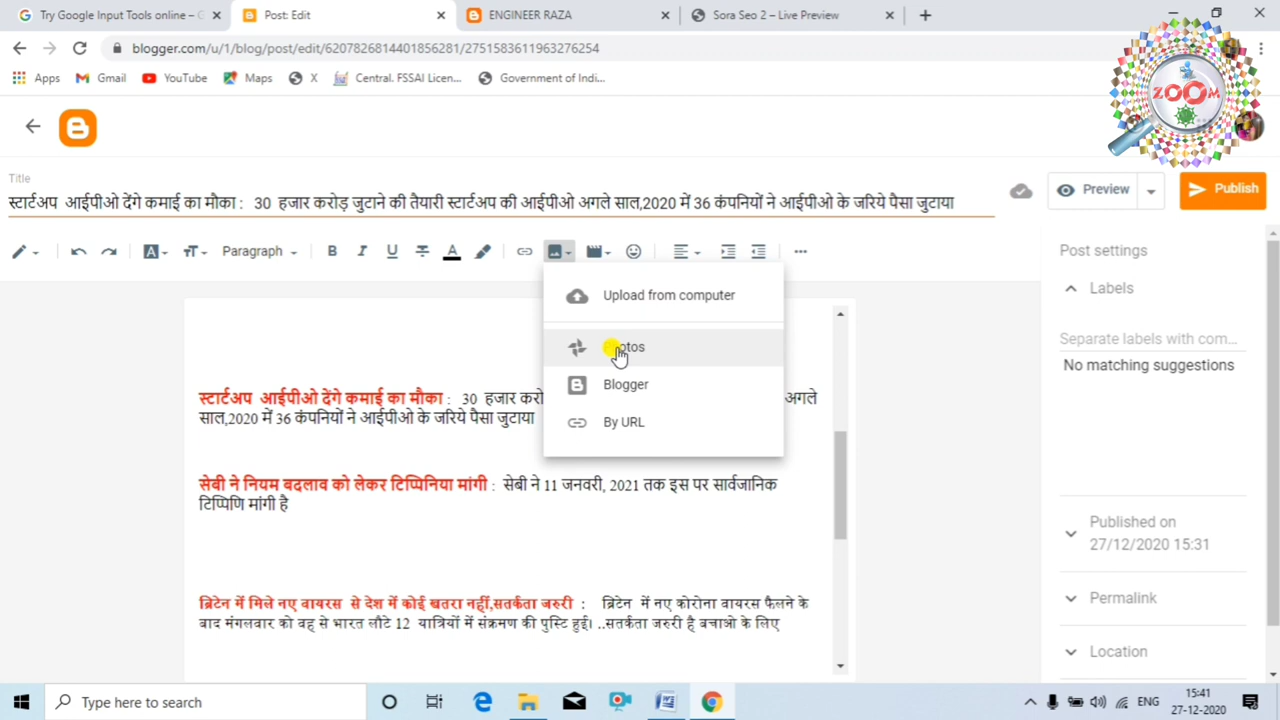 Try Google Input Tools online – G
Post: Edit
ENGINEER RAZA
Sora Seo 2 – Live Preview
blogger.com/u/1/blog/post/edit/6207826814401856281/2751583611963276254
Apps
Gmail
YouTube
Maps
X
Central. FSSAI Licen...
Government of Indi...
ZOOM
Title
स्टार्टअप आईपीओ देंगे कमाई का मौका : 30 हजार करोड़ जुटाने की तैयारी स्टार्टअप की आईपीओ अगले साल,2020 में 36 कंपनियों ने आईपीओ के जरिये पैसा जुटाया
Preview
Publish
Paragraph
B I U
Upload from computer
Photos
Blogger
By URL
Post settings
Labels
Separate labels with com...
No matching suggestions
Published on
27/12/2020 15:31
Permalink
Location
स्टार्टअप आईपीओ देंगे कमाई का मौका : 30 हजार करो अगले
साल,2020 में 36 कंपनियों ने आईपीओ के जरिये पैसा जुटाया
सेबी ने नियम बदलाव को लेकर टिप्पिनिया मांगी : सेबी ने 11 जनवरी, 2021 तक इस पर सार्वजानिक
टिप्पिणि मांगी है
ब्रिटेन में मिले नए वायरस से देश में कोई खतरा नहीं,सतर्कता जरुरी : ब्रिटेन में नए कोरोना वायरस फैलने के
बाद मंगलवार को वह से भारत लौटे 12 यात्रियों में संक्रमण की पुस्टि हुई। ..सतर्कता जरुरी है बचाओ के लिए
Type here to search
ENG
15:41
27-12-2020